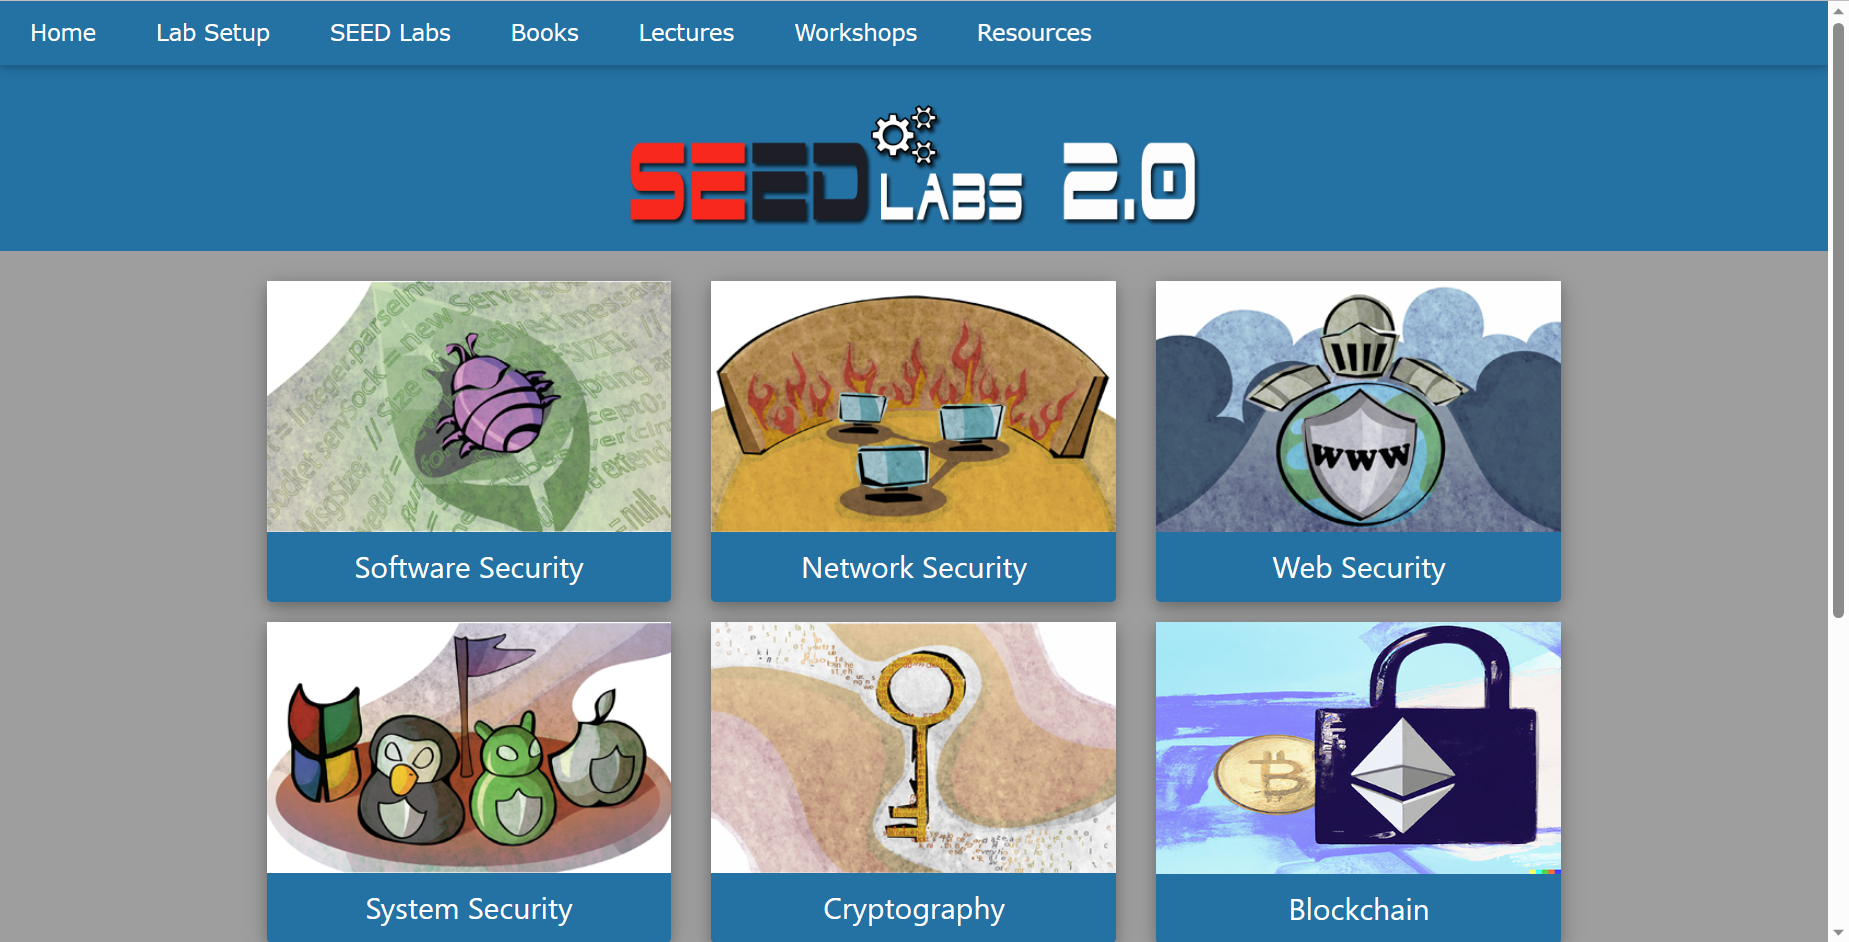 Home Lab Setup SEED Labs Books Lectures Workshops Resources
SEED LABS 2.0
WWW
Software Security Network Security Web Security
System Security Cryptography Blockchain